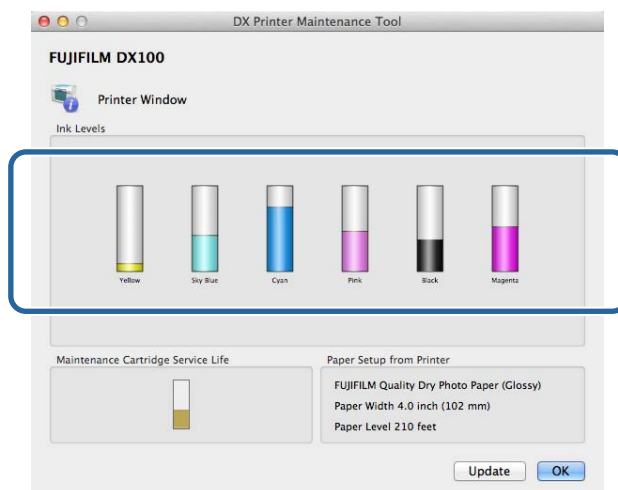 DX Printer Maintenance Tool
FUJIFILM DX100
Printer Window
Ink Levels
Yellow
Sky Blue
Cyan
Pink
Black
Magenta
Maintenance Cartridge Service Life
Paper Setup from Printer
FUJIFILM Quality Dry Photo Paper (Glossy)
Paper Width 4.0 inch (102 mm)
Paper Level 210 feet
Update
OK